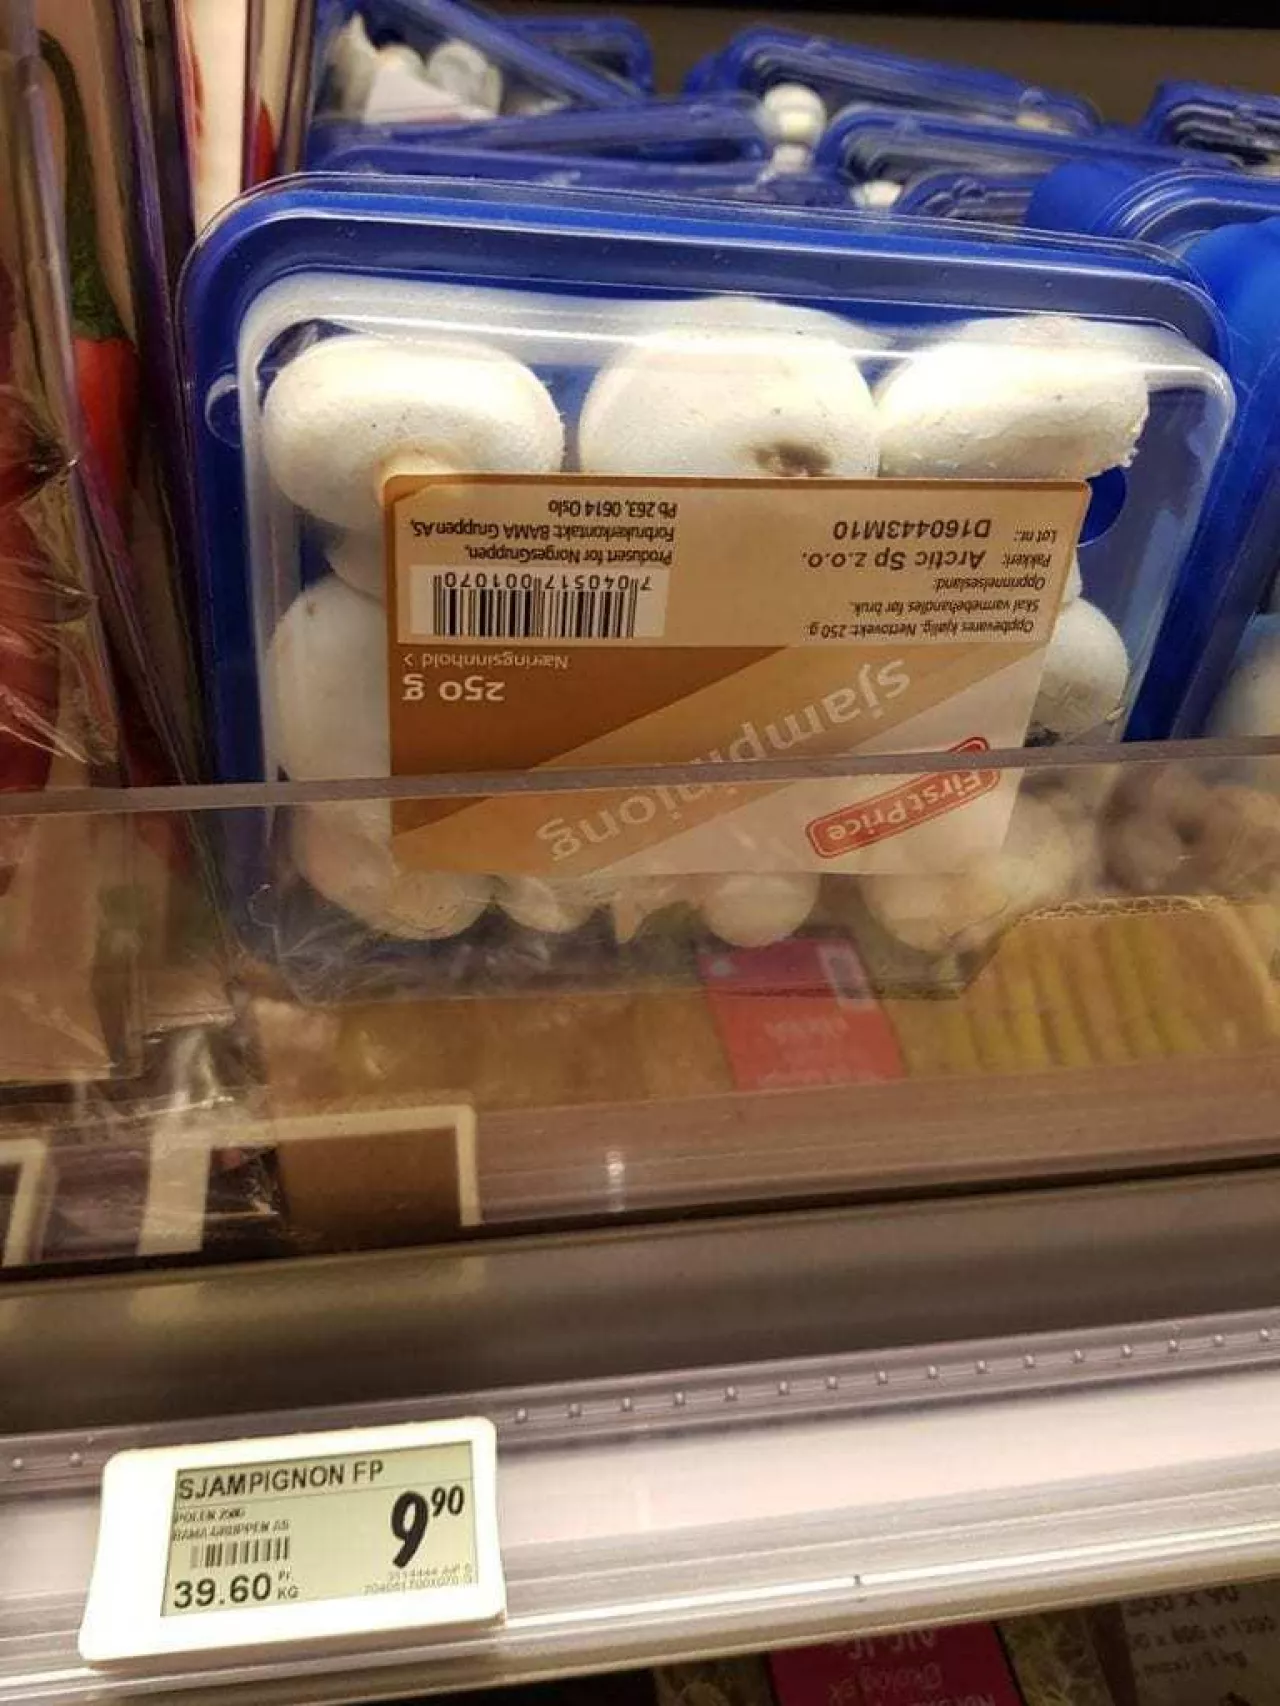 First Price
sjampinjong
250 g
Næringsinnhold >
Oppbevares kjølig. Nettovekt: 250 g
Skal varmebehandles før bruk.
Opprinnelsesland:
Pakkeri: Arctic Sp z.o.o.
Lot nr.: D160443M10
7 040517 001070
Produsert for NorgesGruppen.
Forbrukerkontakt: BAMA Gruppen AS,
Pb 263, 0614 Oslo
SJAMPIGNON FP
POLEN 250G
BAMA GRUPPEN AS
9 90
39.60 Pr KG